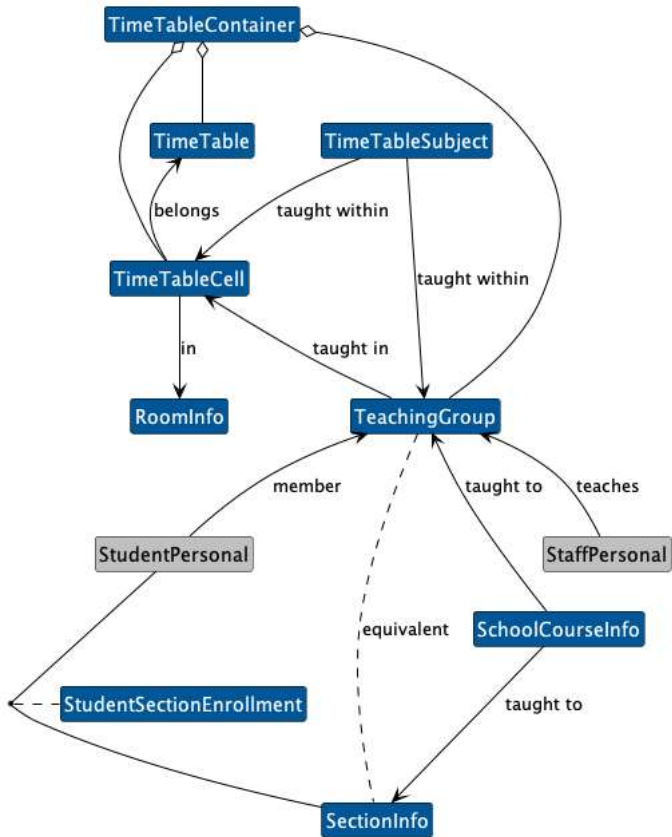 TimeTableContainer
TimeTable
TimeTableSubject
belongs
taught within
TimeTableCell
taught within
in
taught in
RoomInfo
TeachingGroup
member
taught to
teaches
StudentPersonal
StaffPersonal
equivalent
SchoolCourseInfo
StudentSectionEnrollment
taught to
SectionInfo